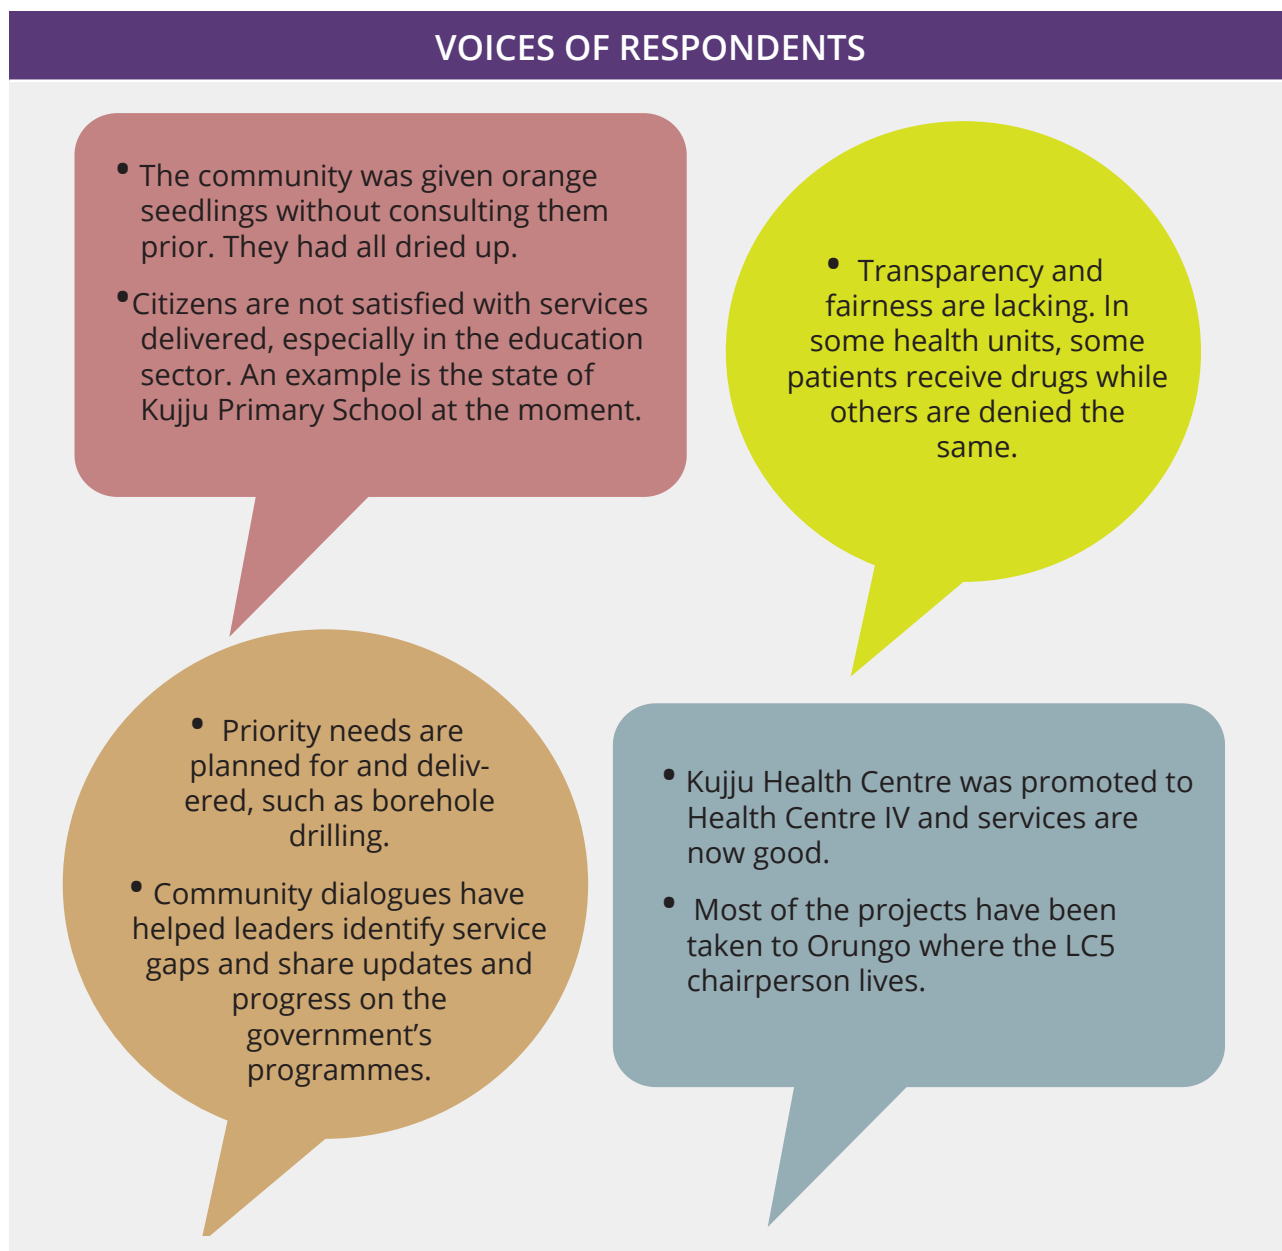 VOICES OF RESPONDENTS
• The community was given orange
seedlings without consulting them
prior. They had all dried up.
• Citizens are not satisfied with services
delivered, especially in the education
sector. An example is the state of
Kujju Primary School at the moment.
• Transparency and
fairness are lacking. In
some health units, some
patients receive drugs while
others are denied the
same.
• Priority needs are
planned for and deliv-
ered, such as borehole
drilling.
• Community dialogues have
helped leaders identify service
gaps and share updates and
progress on the
government’s
programmes.
• Kujju Health Centre was promoted to
Health Centre IV and services are
now good.
• Most of the projects have been
taken to Orungo where the LC5
chairperson lives.